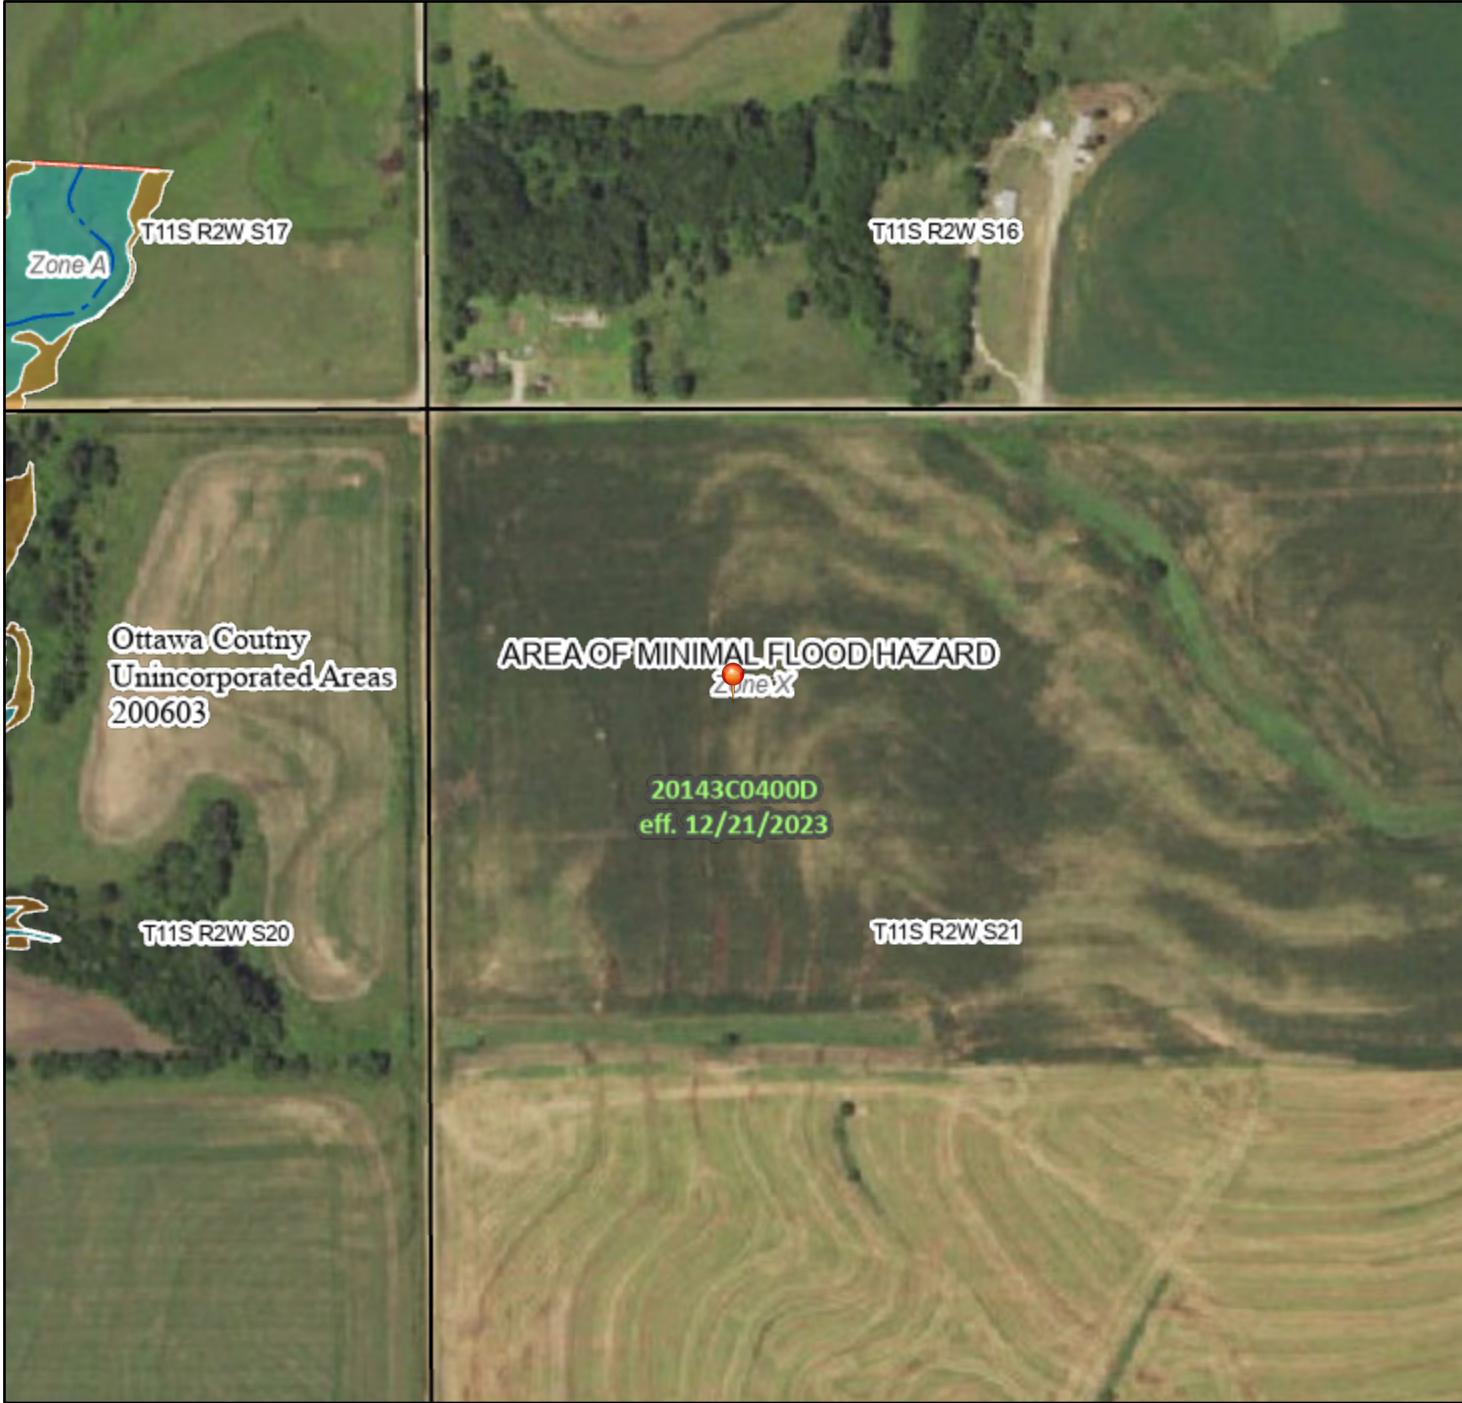 T11S R2W S17
T11S R2W S16
Zone A
Ottawa Coutny
Unincorporated Areas
200603
AREA OF MINIMAL FLOOD HAZARD
Zone X
20143C0400D
eff. 12/21/2023
T11S R2W S20
T11S R2W S21